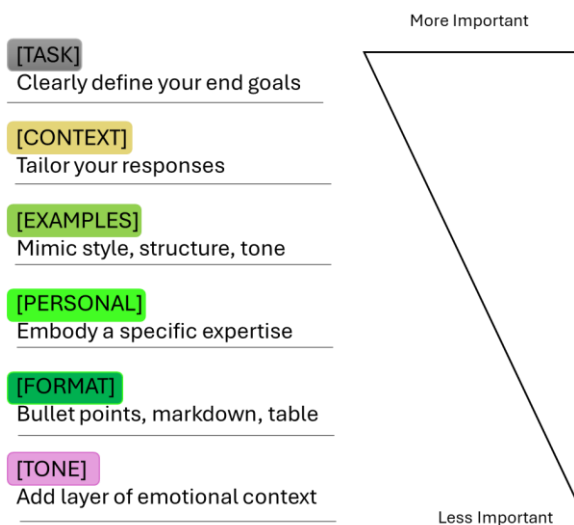 More Important
[TASK]
Clearly define your end goals
[CONTEXT]
Tailor your responses
[EXAMPLES]
Mimic style, structure, tone
[PERSONAL]
Embody a specific expertise
[FORMAT]
Bullet points, markdown, table
[TONE]
Add layer of emotional context
Less Important